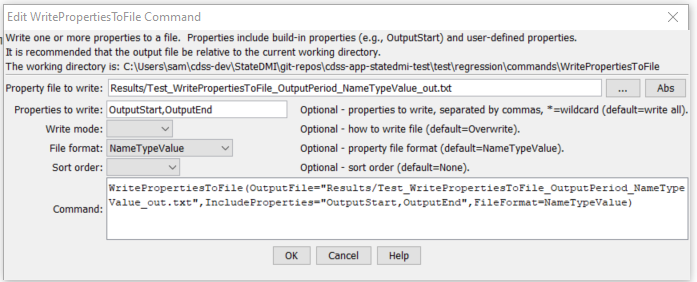 Edit WritePropertiesToFile Command
Write one or more properties to a file. Properties include build-in properties (e.g., OutputStart) and user-defined properties.
It is recommended that the output file be relative to the current working directory.
The working directory is: C:\Users\sam\cdss-dev\StateDMI\git-repos\cdss-app-statedmi-test\test\regression\commands\WritePropertiesToFile
Property file to write: Results/Test_WritePropertiesToFile_OutputPeriod_NameTypeValue_out.txt ... Abs
Properties to write: OutputStart,OutputEnd Optional - properties to write, separated by commas, *=wildcard (default=write all).
Write mode: Optional - how to write file (default=Overwrite).
File format: NameTypeValue Optional - property file format (default=NameTypeValue).
Sort order: Optional - sort order (default=None).
Command: WritePropertiesToFile(OutputFile="Results/Test_WritePropertiesToFile_OutputPeriod_NameType
Value_out.txt",IncludeProperties="OutputStart,OutputEnd",FileFormat=NameTypeValue)
OK Cancel Help